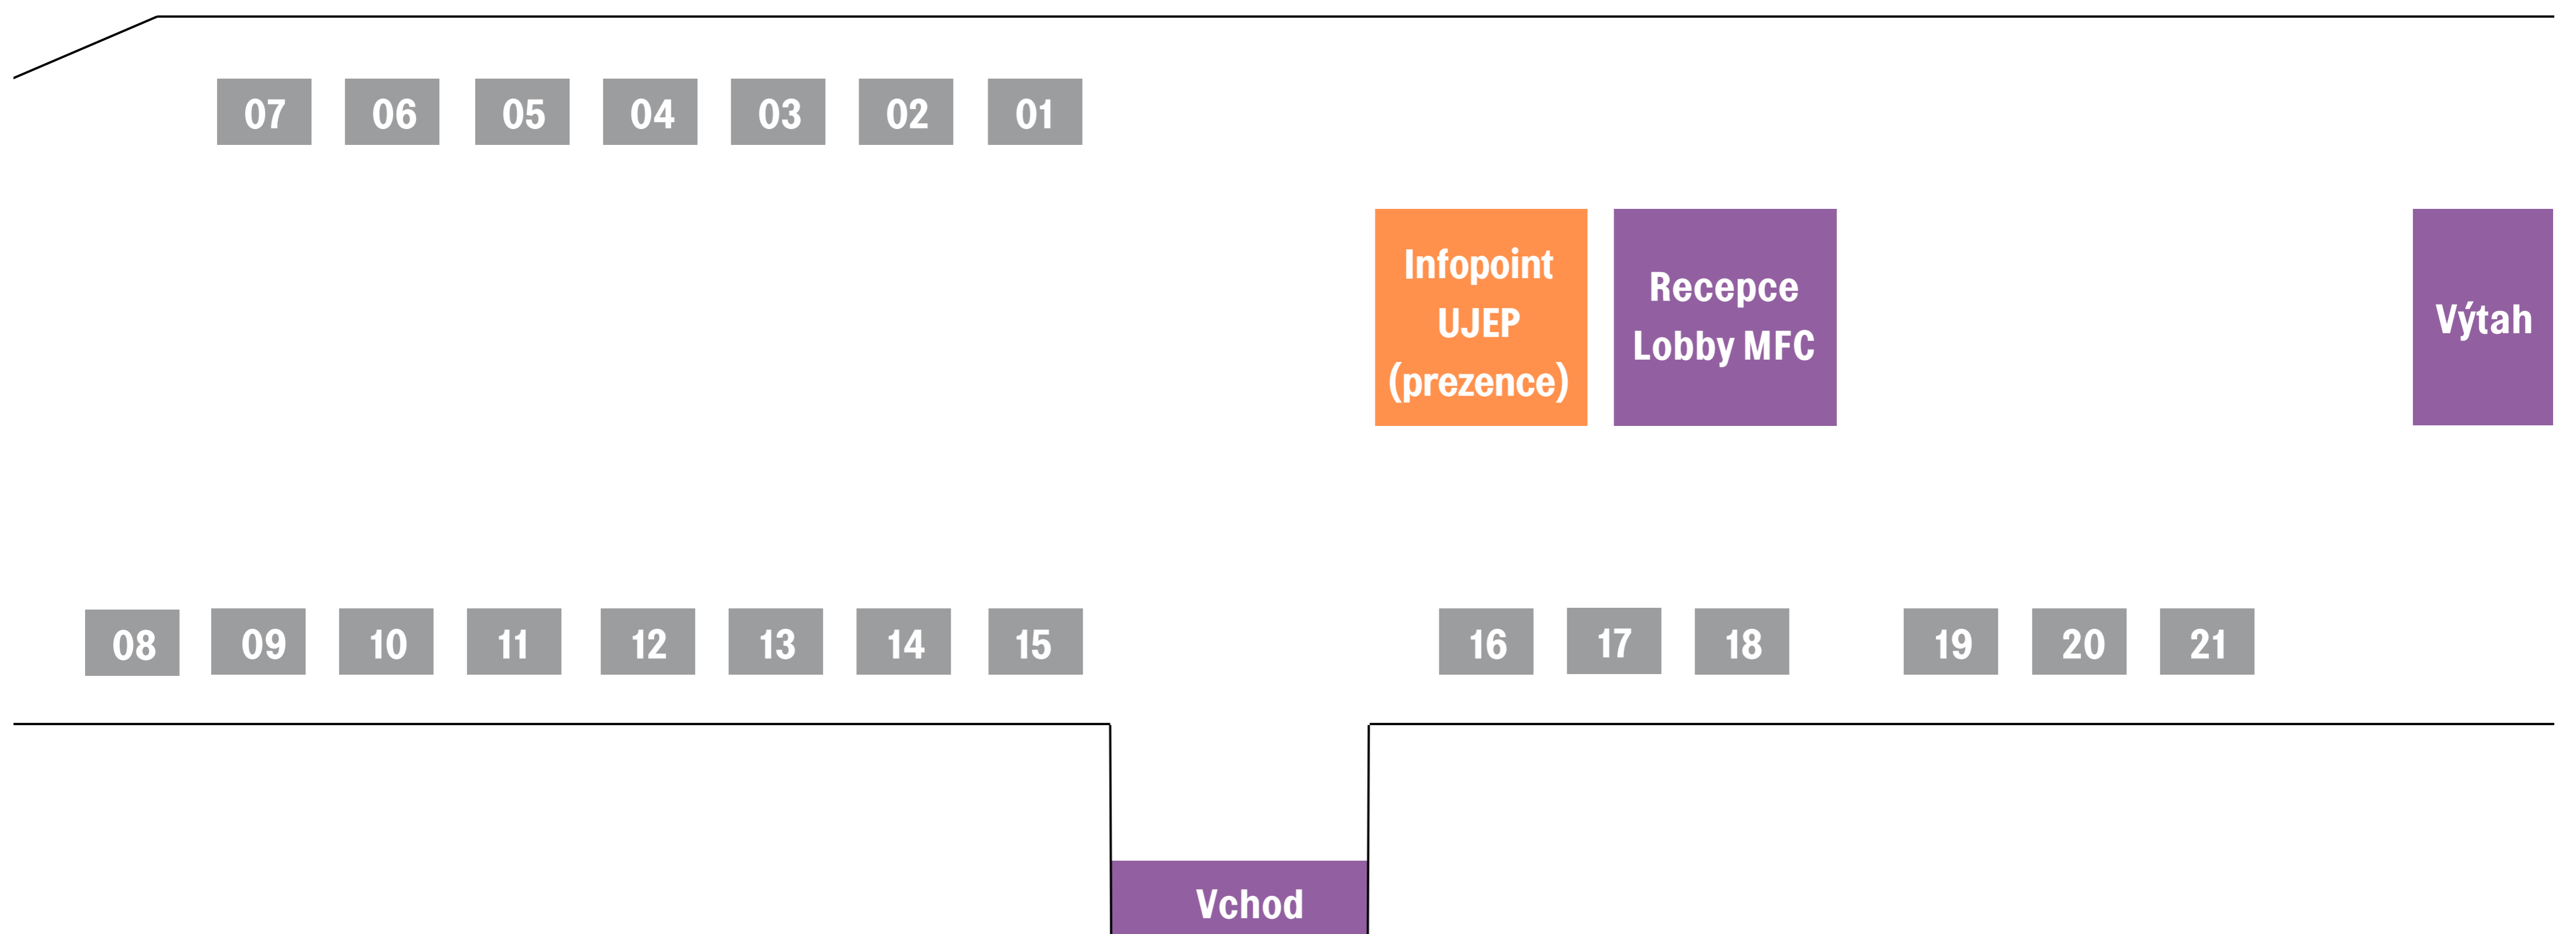 07 06 05 04 03 02 01
Infopoint
UJEP
(prezence)
Recepce
Lobby MFC
Výtah
08 09 10 11 12 13 14 15 16 17 18 19 20 21
Vchod